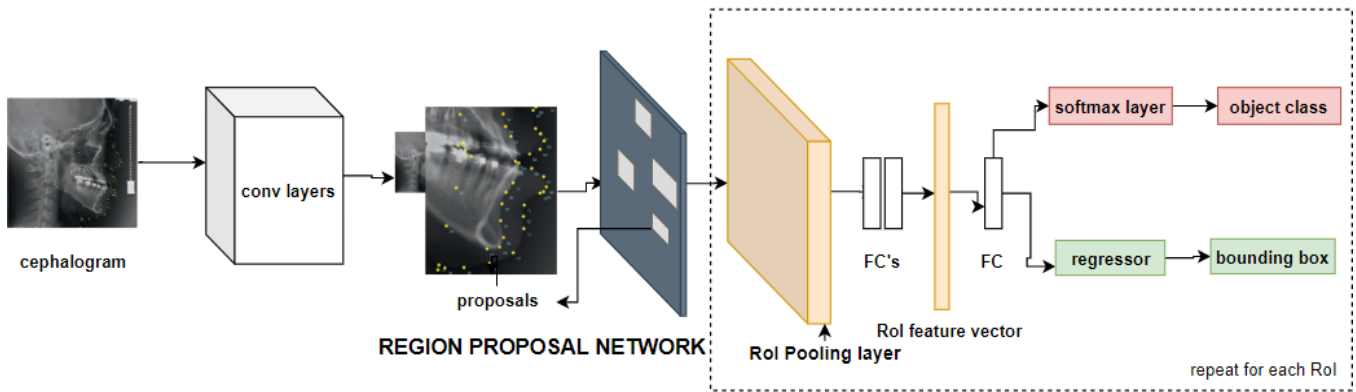 softmax layer
object class
conv layers
cephalogram
proposals
FC's
FC
regressor
bounding box
RoI feature vector
REGION PROPOSAL NETWORK
RoI Pooling layer
repeat for each RoI